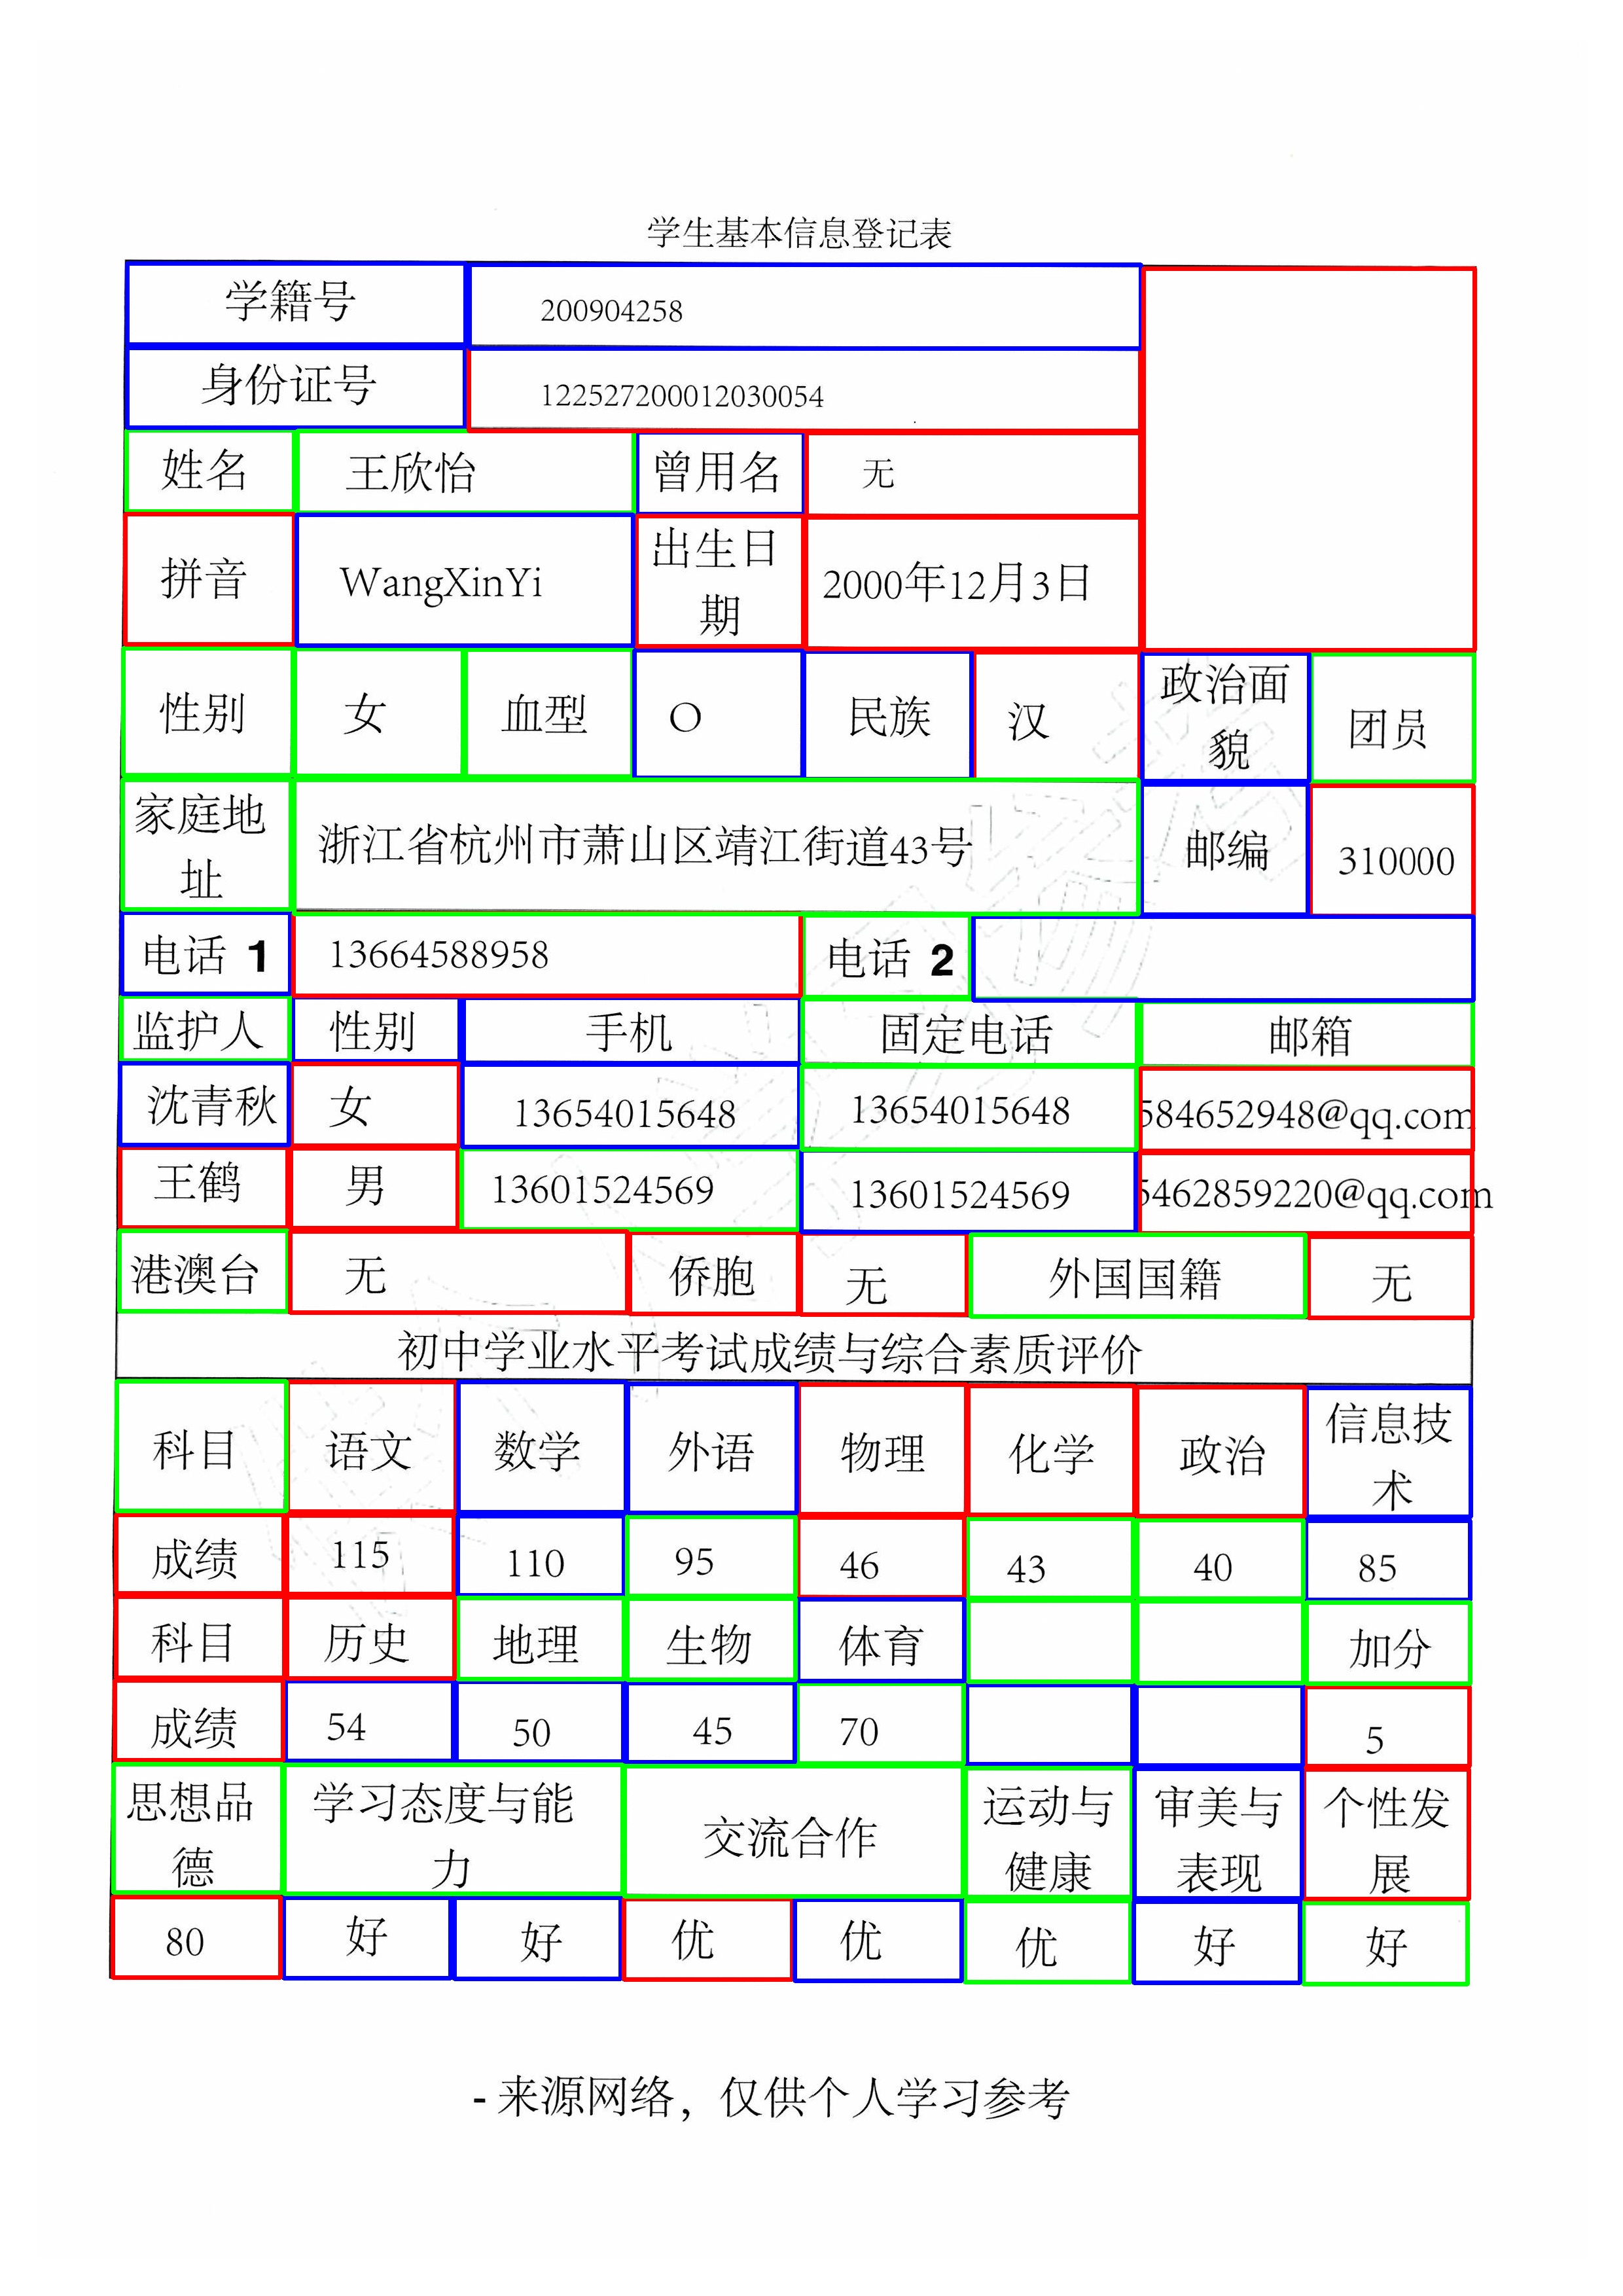 学生基本信息登记表
学籍号 200904258
身份证号 122527200012030054
姓名 王欣怡 曾用名 无
拼音 WangXinYi 出生日期 2000年12月3日
性别 女 血型 O 民族 汉 政治面貌 团员
家庭地址 浙江省杭州市萧山区靖江街道43号 邮编 310000
电话 1 13664588958 电话 2
监护人 性别 手机 固定电话 邮箱
沈青秋 女 13654015648 13654015648 584652948@qq.com
王鹤 男 13601524569 13601524569 5462859220@qq.com
港澳台 无 侨胞 无 外国国籍 无
初中学业水平考试成绩与综合素质评价
科目 语文 数学 外语 物理 化学 政治 信息技术
成绩 115 110 95 46 43 40 85
科目 历史 地理 生物 体育 加分
成绩 54 50 45 70 5
思想品德 学习态度与能力 交流合作 运动与健康 审美与表现 个性发展
80 好 好 优 优 优 好 好
- 来源网络，仅供个人学习参考